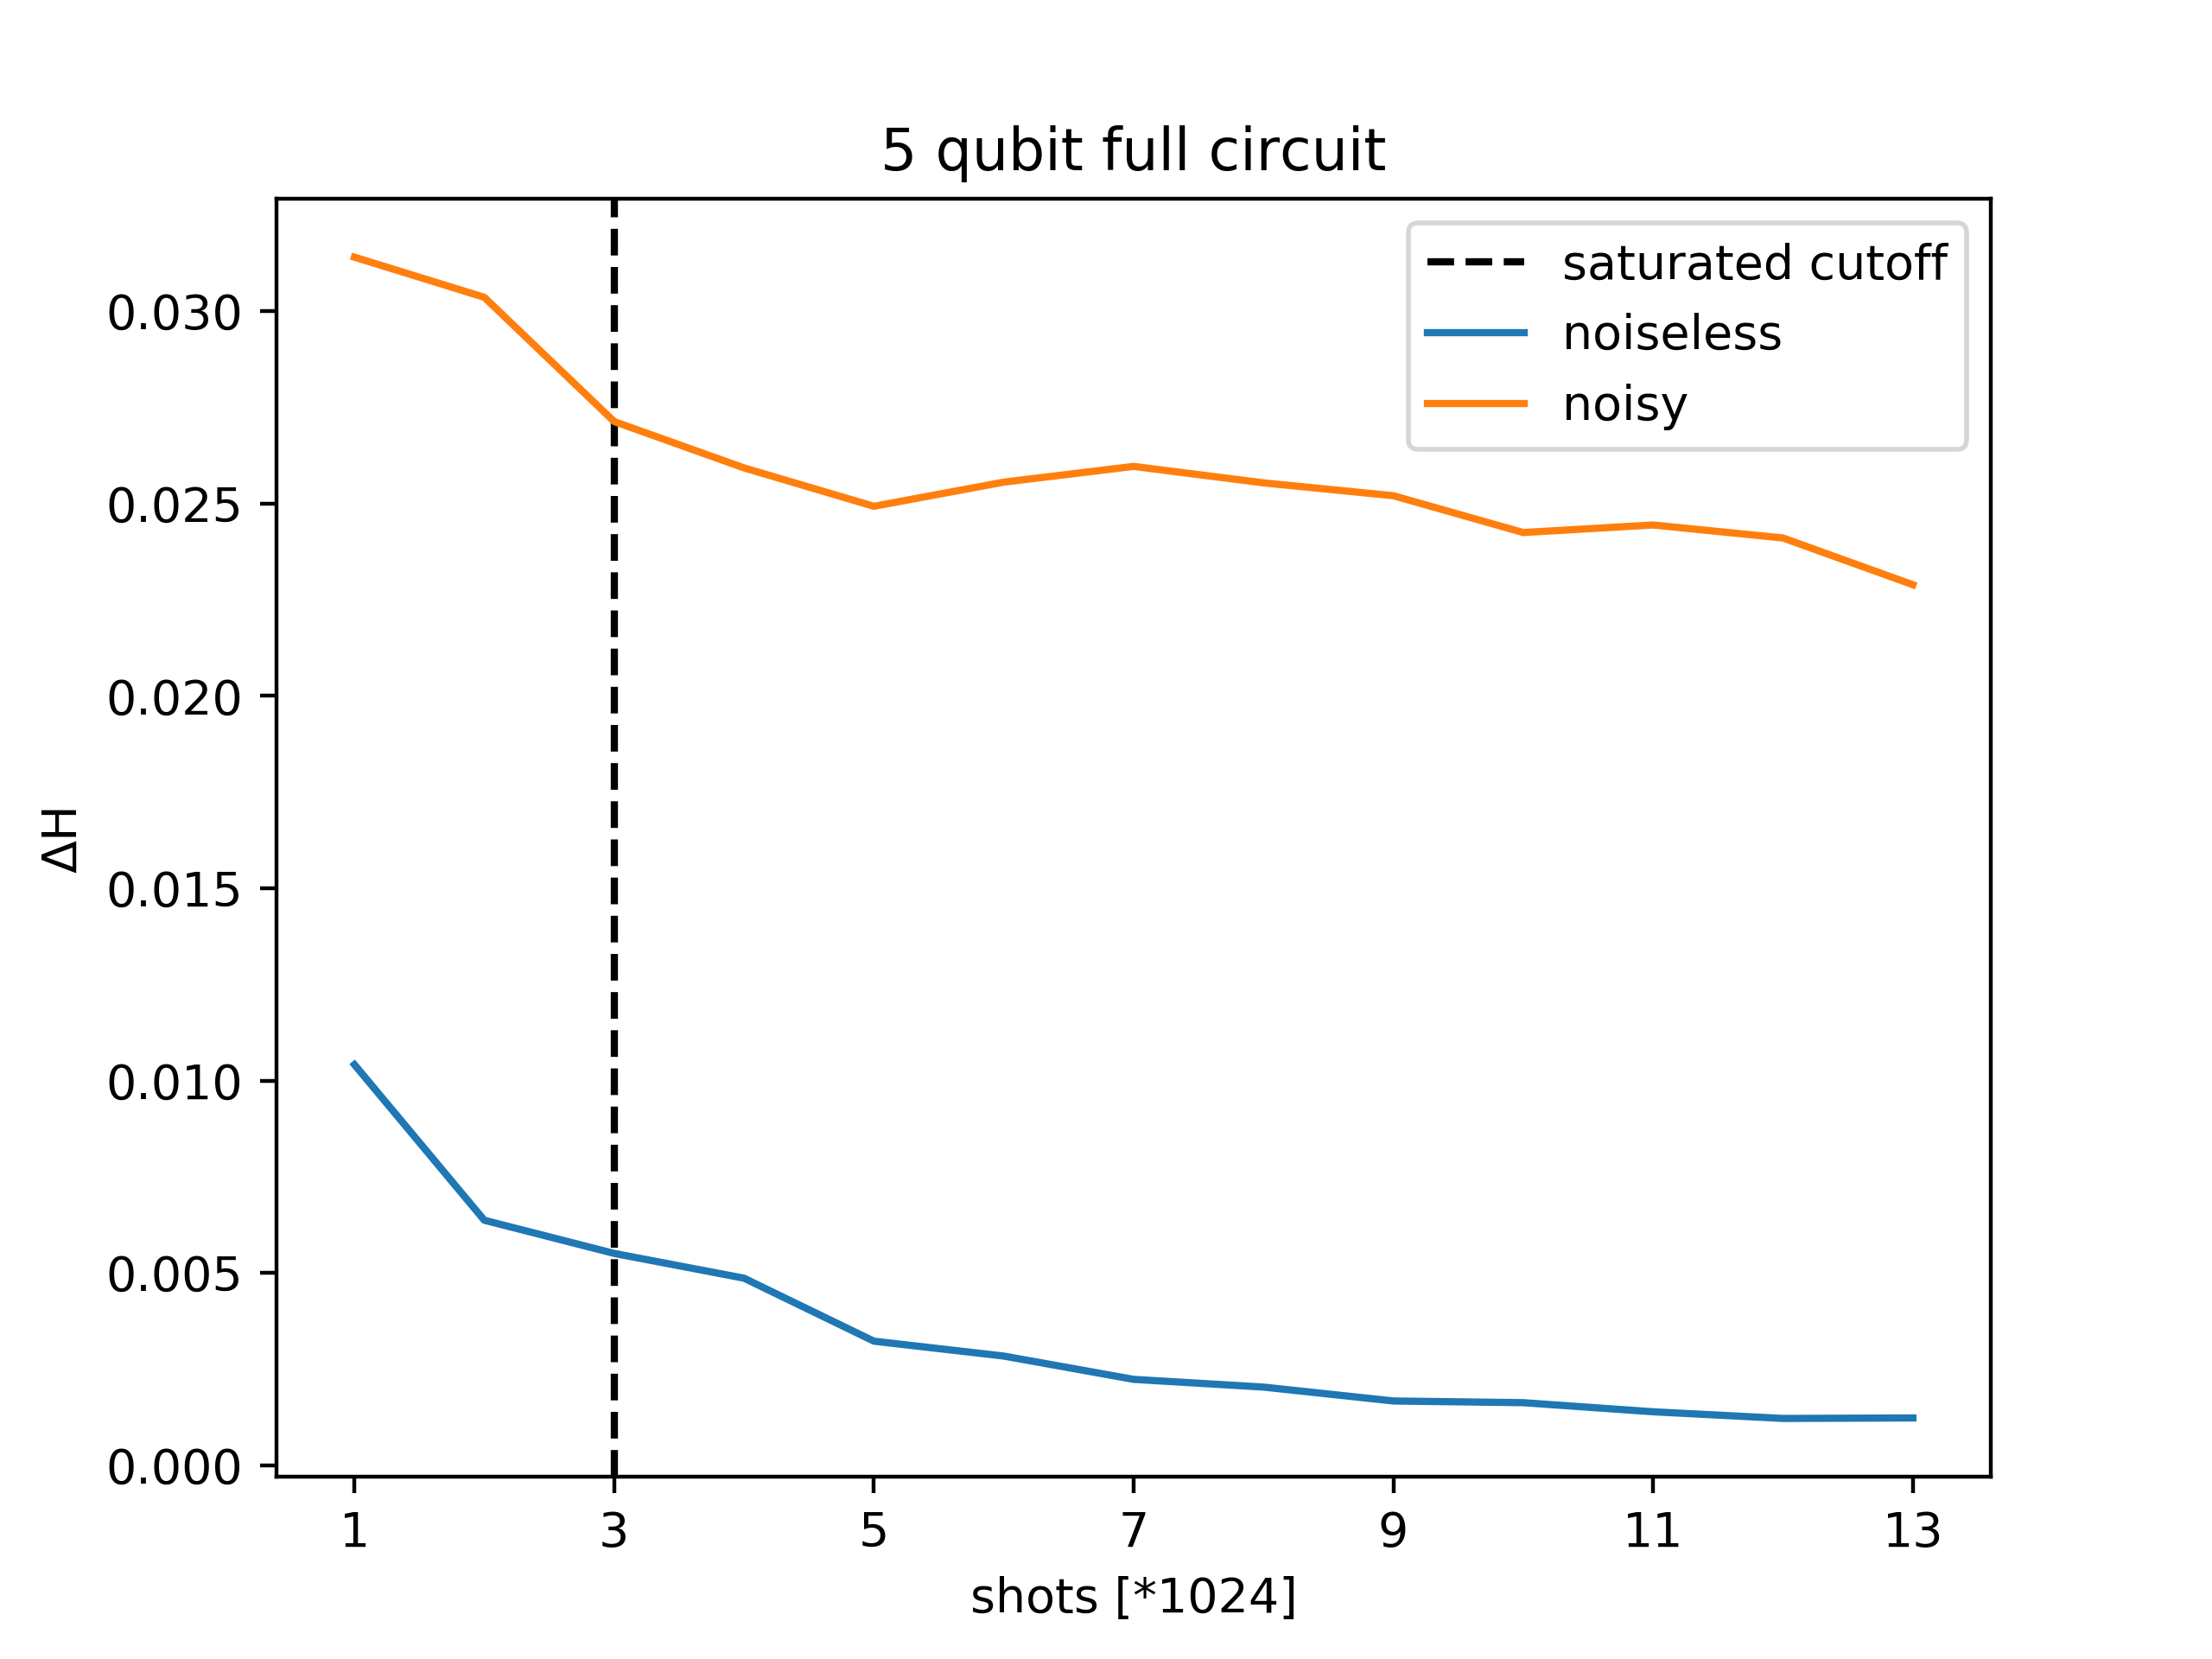 5 qubit full circuit
saturated cutoff
noiseless
noisy
0.030
0.025
0.020
0.015
0.010
0.005
0.000
ΔH
1 3 5 7 9 11 13
shots [*1024]